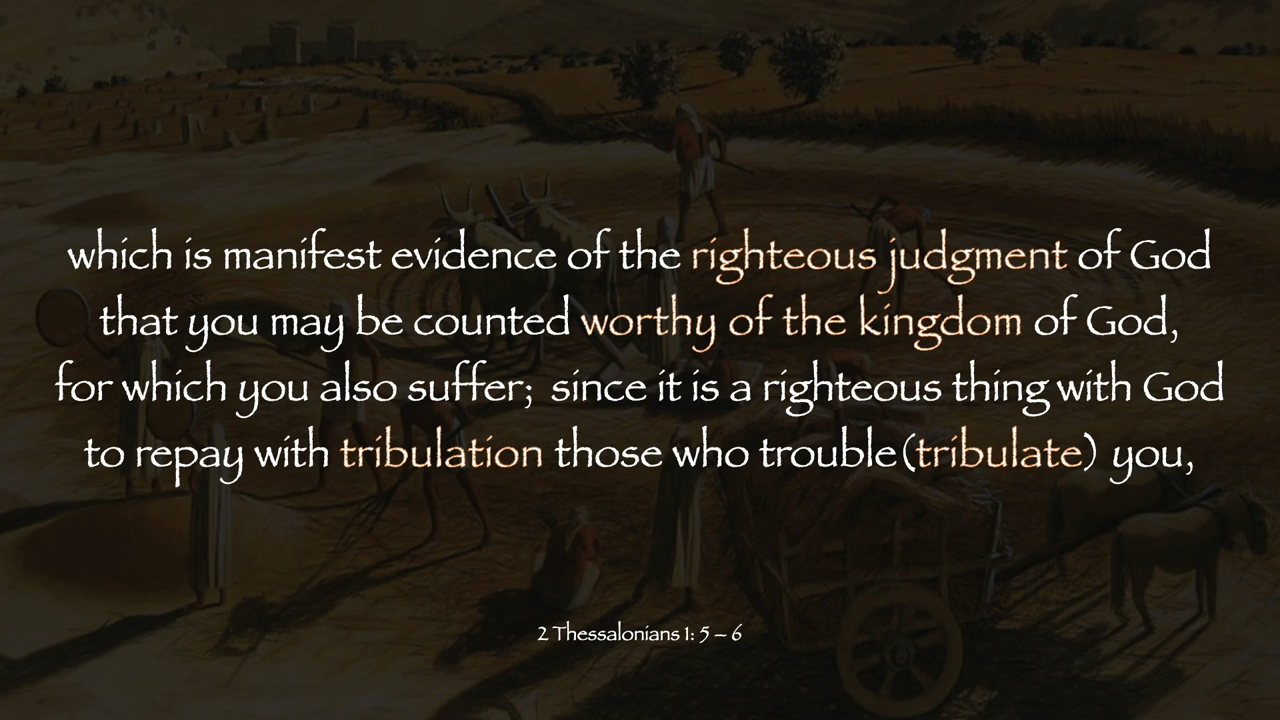 which is manifest evidence of the righteous judgment of God
that you may be counted worthy of the kingdom of God,
for which you also suffer;  since it is a righteous thing with God
to repay with tribulation those who trouble(tribulate) you,
2 Thessalonians 1: 5 – 6